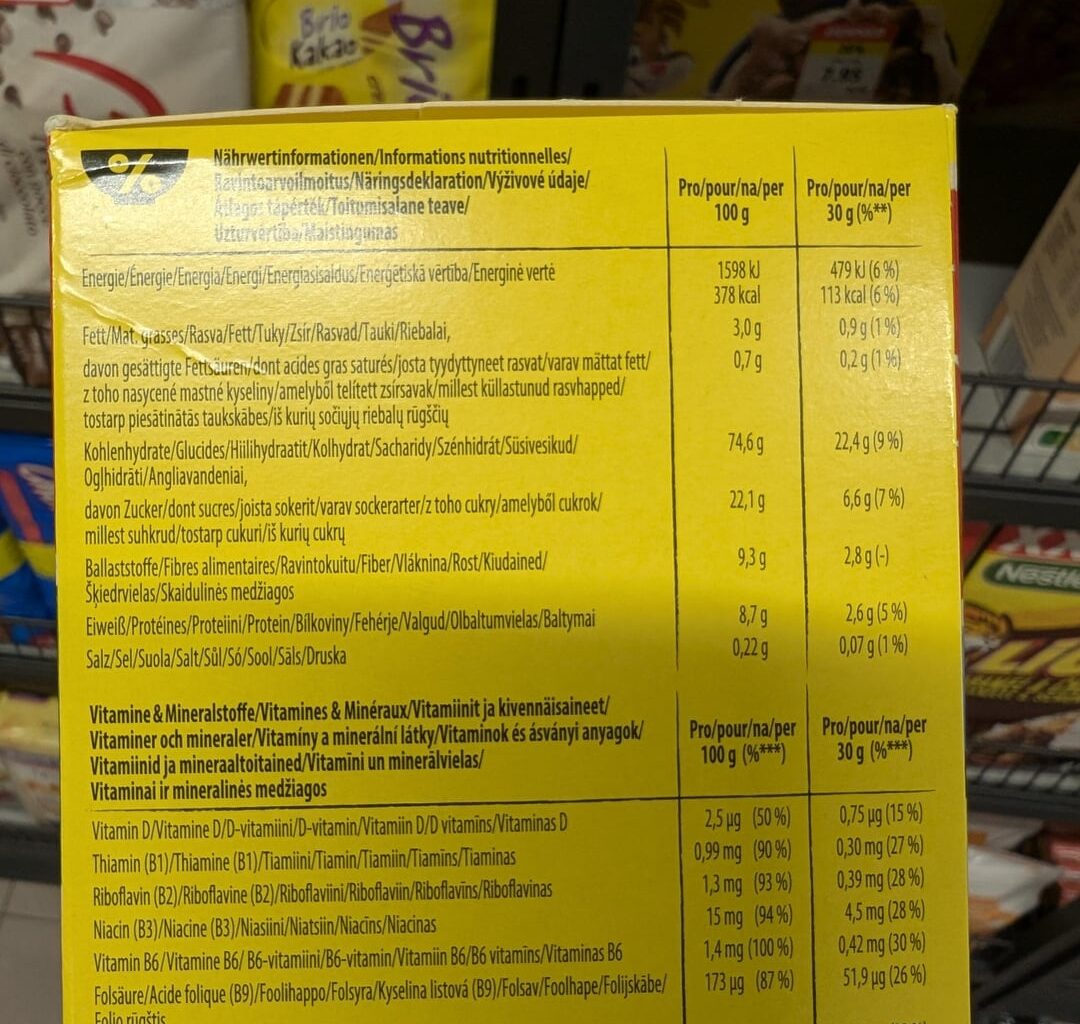 Brio
Kakao
Nestlé
%
Nährwertinformationen/Informations nutritionnelles/
Ravintoarvoilmoitus/Näringsdeklaration/Výživové údaje/
Átlagos tápérték/Toitumisalane teave/
Uzturvērtība/Maistingumas
Pro/pour/na/per
100 g
Pro/pour/na/per
30 g (%**)
Energie/Énergie/Energia/Energi/Energiasisaldus/Enerģētiskā vērtība/Energinė vertė
1598 kJ
378 kcal
479 kJ (6 %)
113 kcal (6 %)
Fett/Mat. grasses/Rasva/Fett/Tuky/Zsír/Rasvad/Tauki/Riebalai,
3,0 g
0,9 g (1 %)
davon gesättigte Fettsäuren/dont acides gras saturés/josta tyydyttyneet rasvat/varav mättat fett/
z toho nasycené mastné kyseliny/amelyből telített zsírsavak/millest küllastunud rasvhapped/
tostarp piesātinātās taukskābes/iš kurių sočiųjų riebalų rūgščių
0,7 g
0,2 g (1 %)
Kohlenhydrate/Glucides/Hiilihydraatit/Kolhydrat/Sacharidy/Szénhidrát/Süsivesikud/
Ogļhidrāti/Angliavandeniai,
74,6 g
22,4 g (9 %)
davon Zucker/dont sucres/joista sokerit/varav sockerarter/z toho cukry/amelyből cukrok/
millest suhkrud/tostarp cukuri/iš kurių cukrų
22,1 g
6,6 g (7 %)
Ballaststoffe/Fibres alimentaires/Ravintokuitu/Fiber/Vláknina/Rost/Kiudained/
Šķiedrvielas/Skaidulinės medžiagos
9,3 g
2,8 g (-)
Eiweiß/Protéines/Proteiini/Protein/Bílkoviny/Fehérje/Valgud/Olbaltumvielas/Baltymai
8,7 g
2,6 g (5 %)
Salz/Sel/Suola/Salt/Sůl/Só/Sool/Sāls/Druska
0,22 g
0,07 g (1 %)
Vitamine & Mineralstoffe/Vitamines & Minéraux/Vitamiinit ja kivennäisaineet/
Vitaminer och mineraler/Vitamíny a minerální látky/Vitaminok és ásványi anyagok/
Vitamiinid ja mineraaltoitained/Vitamīni un minerālvielas/
Vitaminai ir mineralinės medžiagos
Pro/pour/na/per
100 g (%***)
Pro/pour/na/per
30 g (%***)
Vitamin D/Vitamine D/D-vitamiini/D-vitamin/Vitamiin D/D vitamīns/Vitaminas D
2,5 µg (50 %)
0,75 µg (15 %)
Thiamin (B1)/Thiamine (B1)/Tiamiini/Tiamin/Tiamiin/Tiamīns/Tiaminas
0,99 mg (90 %)
0,30 mg (27 %)
Riboflavin (B2)/Riboflavine (B2)/Riboflaviini/Riboflaviin/Riboflavīns/Riboflavinas
1,3 mg (93 %)
0,39 mg (28 %)
Niacin (B3)/Niacine (B3)/Niasiini/Niatsiin/Niacīns/Niacinas
15 mg (94 %)
4,5 mg (28 %)
Vitamin B6/Vitamine B6/ B6-vitamiini/B6-vitamin/Vitamiin B6/B6 vitamīns/Vitaminas B6
1,4 mg (100 %)
0,42 mg (30 %)
Folsäure/Acide folique (B9)/Foolihappo/Folsyra/Kyselina listová (B9)/Folsav/Foolhape/Folijskābe/
Folio rūgštis
173 µg (87 %)
51,9 µg (26 %)